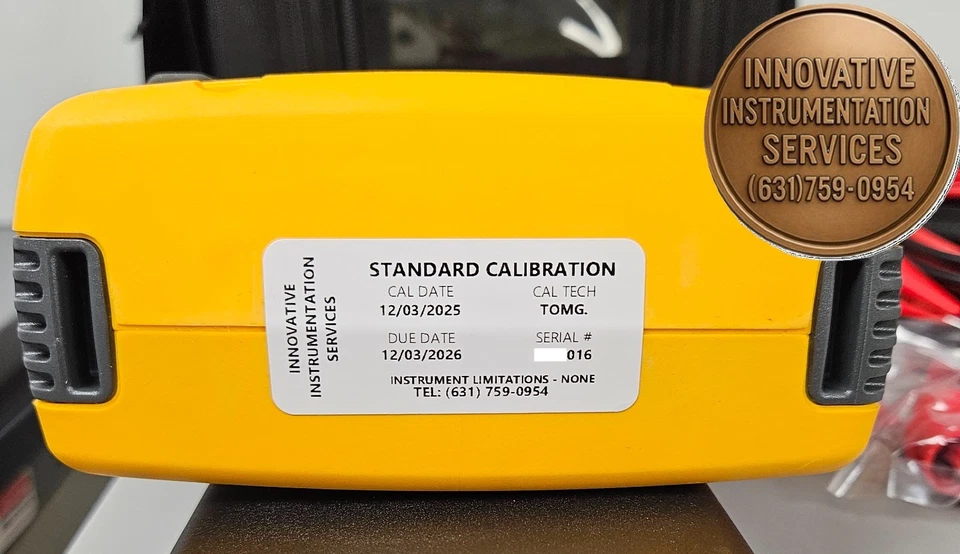 INNOVATIVE
INSTRUMENTATION
SERVICES
(631)759-0954
INNOVATIVE
INSTRUMENTATION
SERVICES
STANDARD CALIBRATION
CAL DATE
CAL TECH
12/03/2025
TOMG.
DUE DATE
SERIAL #
12/03/2026
016
INSTRUMENT LIMITATIONS - NONE
TEL: (631) 759-0954